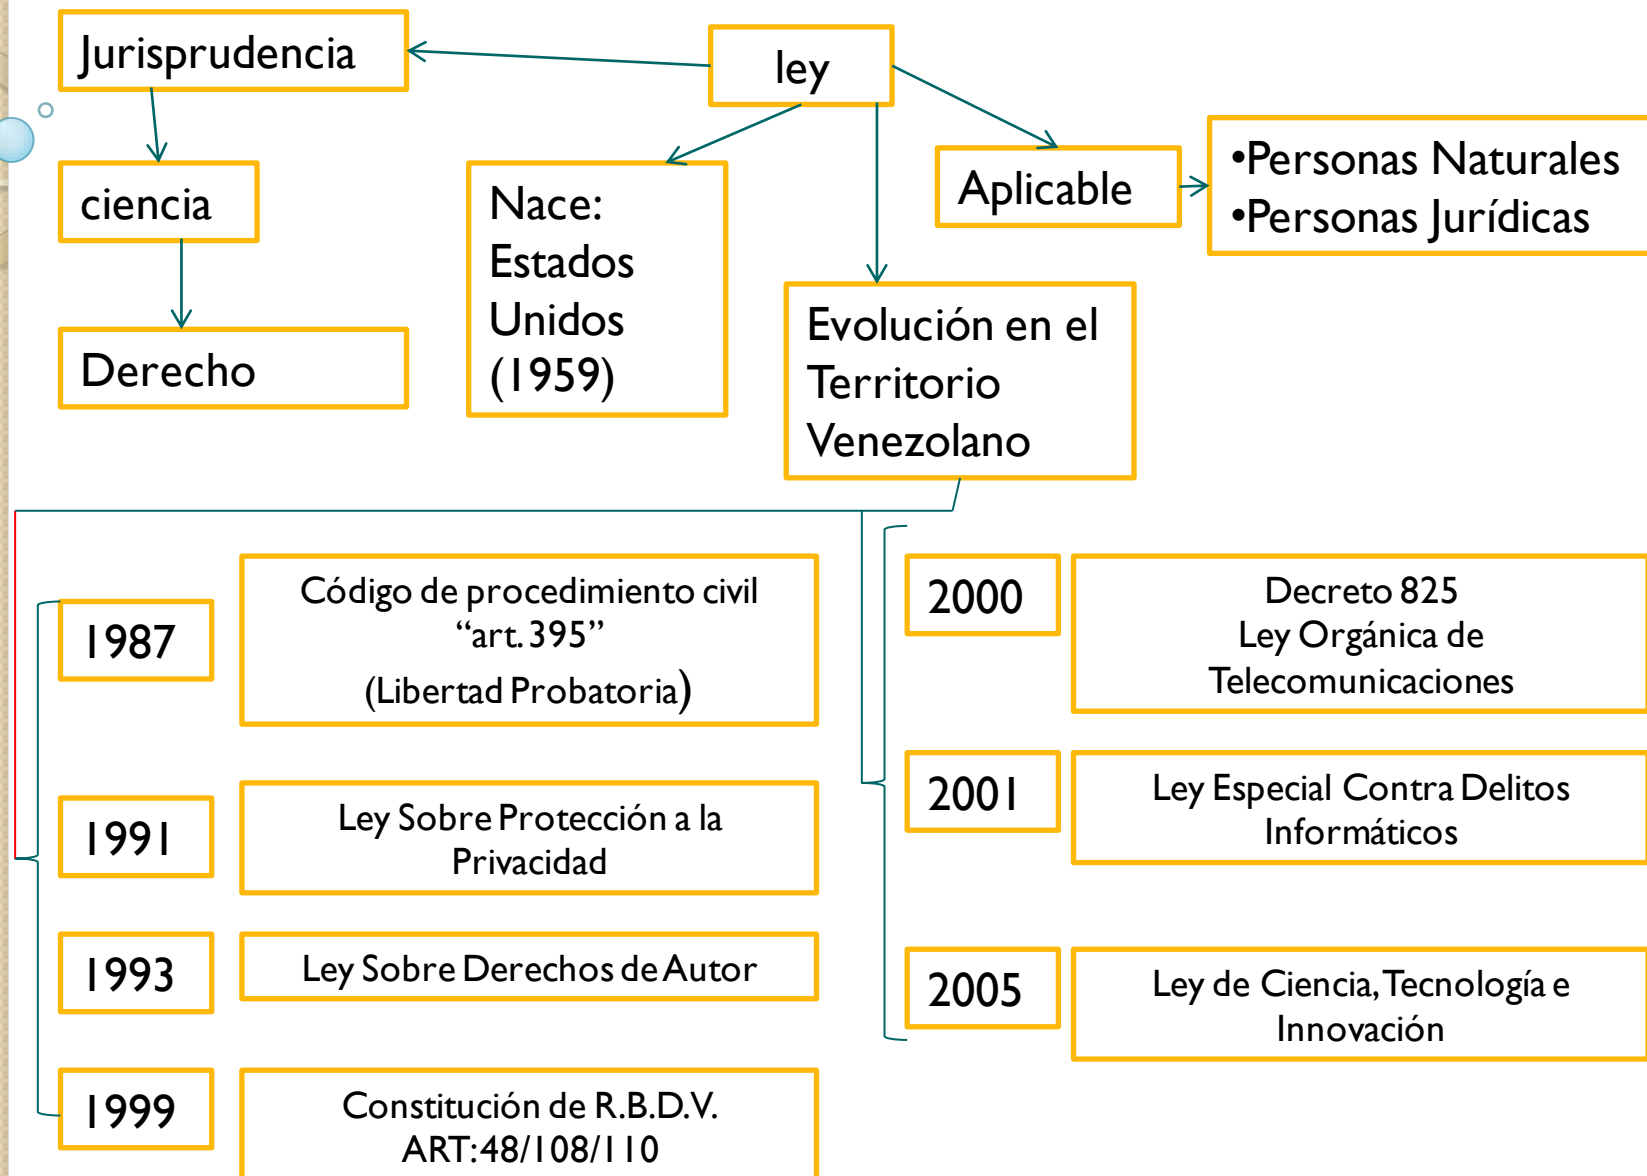 Jurisprudencia
ley
ciencia
Derecho
Nace:
Estados
Unidos
(1959)
Aplicable
•Personas Naturales
•Personas Jurídicas
Evolución en el
Territorio
Venezolano
1987
Código de procedimiento civil
“art. 395”
(Libertad Probatoria)
1991
Ley Sobre Protección a la
Privacidad
1993
Ley Sobre Derechos de Autor
1999
Constitución de R.B.D.V.
ART:48/108/110
2000
Decreto 825
Ley Orgánica de
Telecomunicaciones
2001
Ley Especial Contra Delitos
Informáticos
2005
Ley de Ciencia, Tecnología e
Innovación